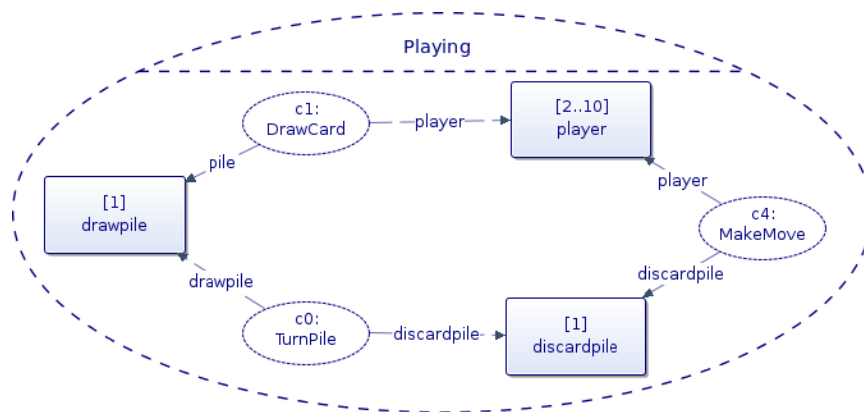 Playing
c1:
DrawCard
player
[2..10]
player
pile
player
[1]
drawpile
c4:
MakeMove
drawpile
discardpile
c0:
TurnPile
discardpile
[1]
discardpile